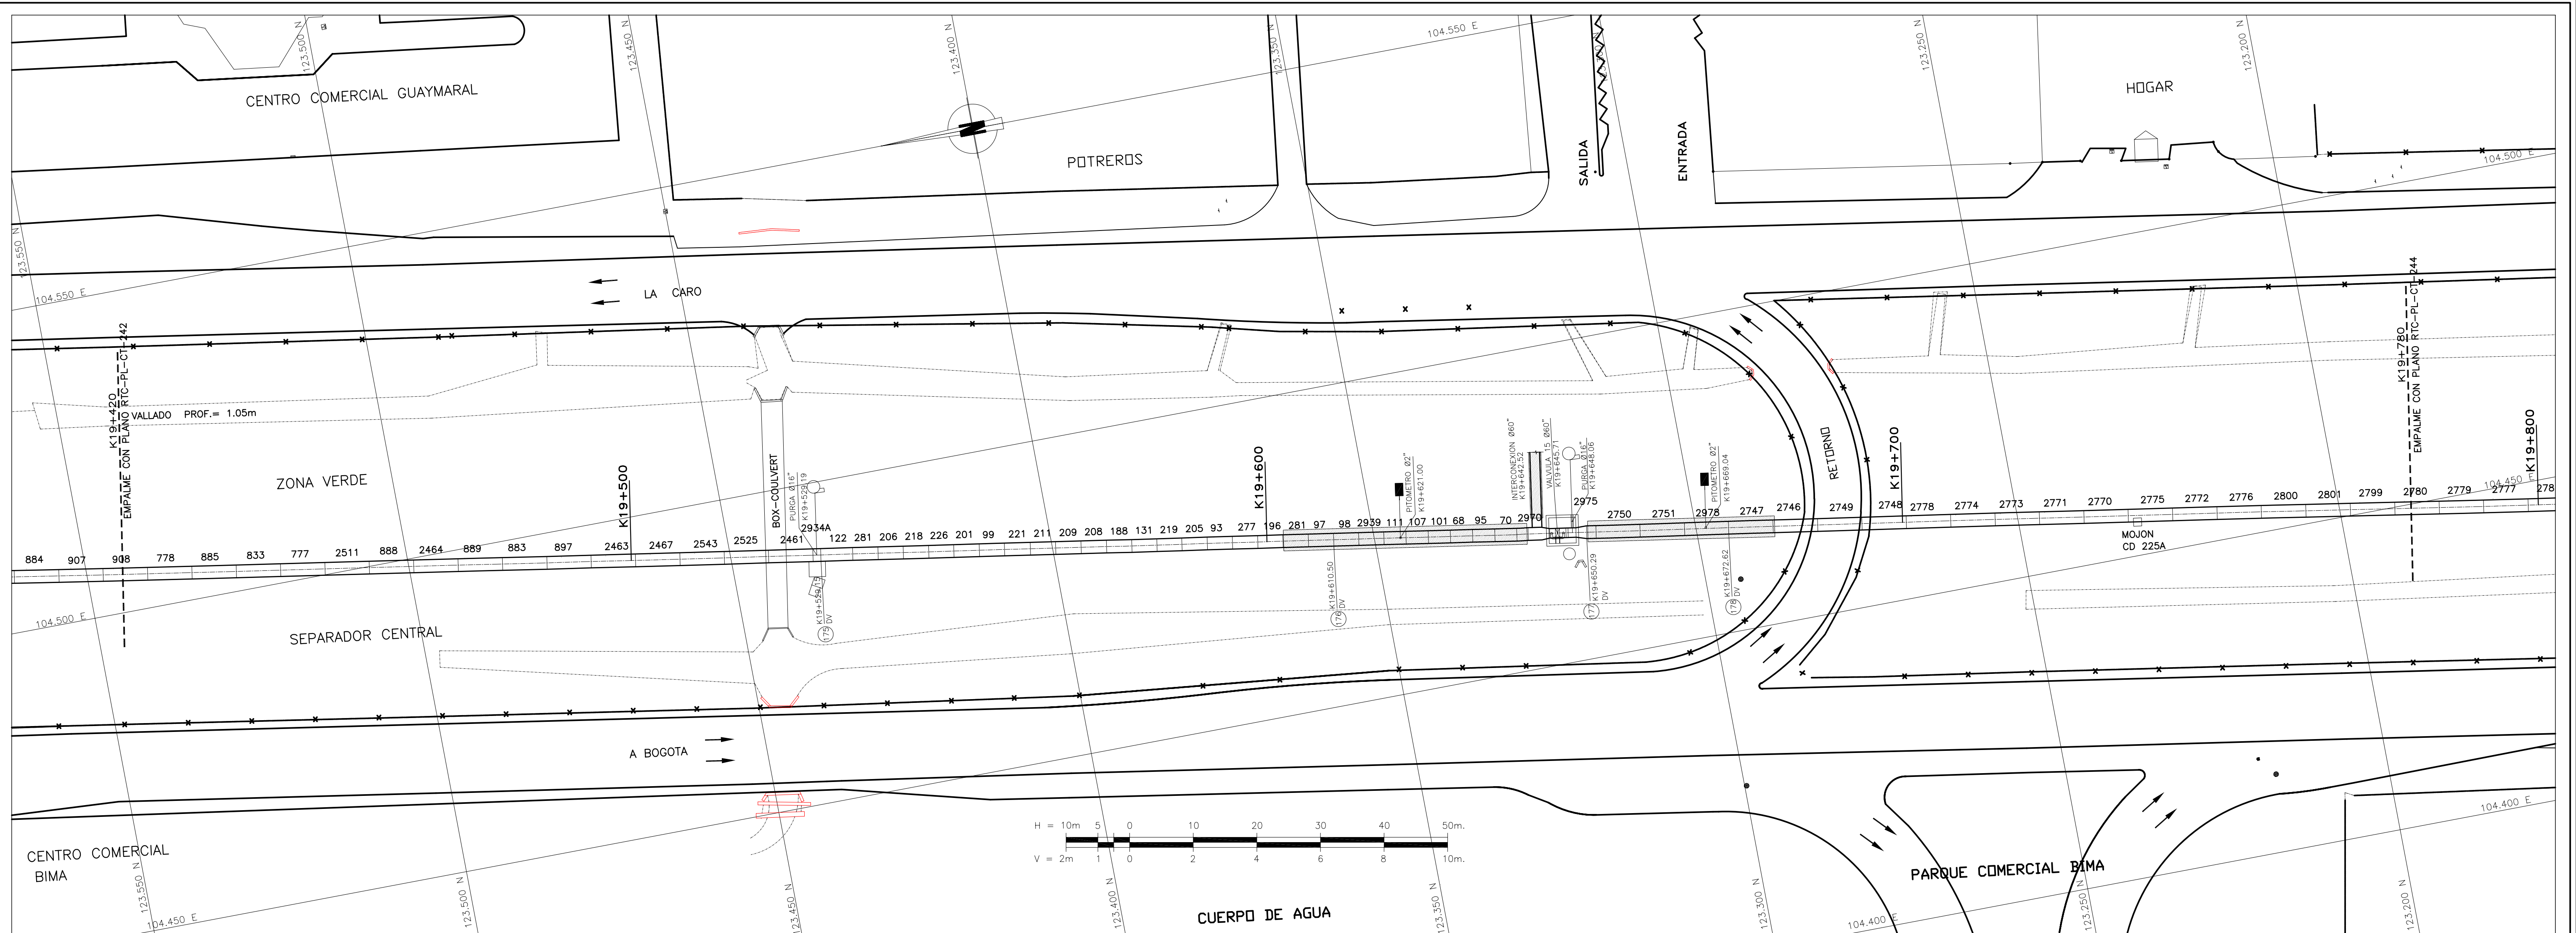 123.500 N
123.450 N
123.400 N
123.350 N
104.550 E
123.250 N
123.200 N
CENTRO COMERCIAL GUAYMARAL
POTREROS
SALIDA
ENTRADA
HOGAR
104.500 E
123.550 N
104.550 E
LA CARO
K19+420
EMPALME CON PLANO RTC-PL-CT-242
VALLADO PROF.= 1.05m
ZONA VERDE
K19+500
BOX-COULVERT
PURGA Ø16"
K19+529.19
K19+600
PITOMETRO Ø2"
K19+621.00
INTERCONEXION Ø60"
K19+642.52
VALVULA 15 Ø60"
K19+645.71
PURGA Ø16"
K19+648.06
PITOMETRO Ø2"
K19+669.04
RETORNO
K19+700
K19+780
EMPALME CON PLANO RTC-PL-CT-244
K19+800
104.450 E
884 907 908 778 885 833 777 2511 888 2464 889 883 897 2463 2467 2543 2525 2461 2934A 122 281 206 218 226 201 99 221 211 209 208 188 131 219 205 93 277 196 281 97 98 2939 111 107 101 68 95 70 2970 2975 2750 2751 2978 2747 2746 2749 2748 2778 2774 2773 2771 2770 2775 2772 2776 2800 2801 2799 2780 2779 2777 278
MOJON
CD 225A
K19+529.15
DV
175
K19+610.50
DV
176
K19+650.29
DV
177
K19+672.62
DV
178
104.500 E
SEPARADOR CENTRAL
A BOGOTA
104.400 E
H = 10m 5 0 10 20 30 40 50m.
V = 2m 1 0 2 4 6 8 10m.
CENTRO COMERCIAL
BIMA
PARQUE COMERCIAL BIMA
CUERPO DE AGUA
104.450 E
104.400 E
123.550 N
123.500 N
123.450 N
123.400 N
123.350 N
123.300 N
123.250 N
123.200 N